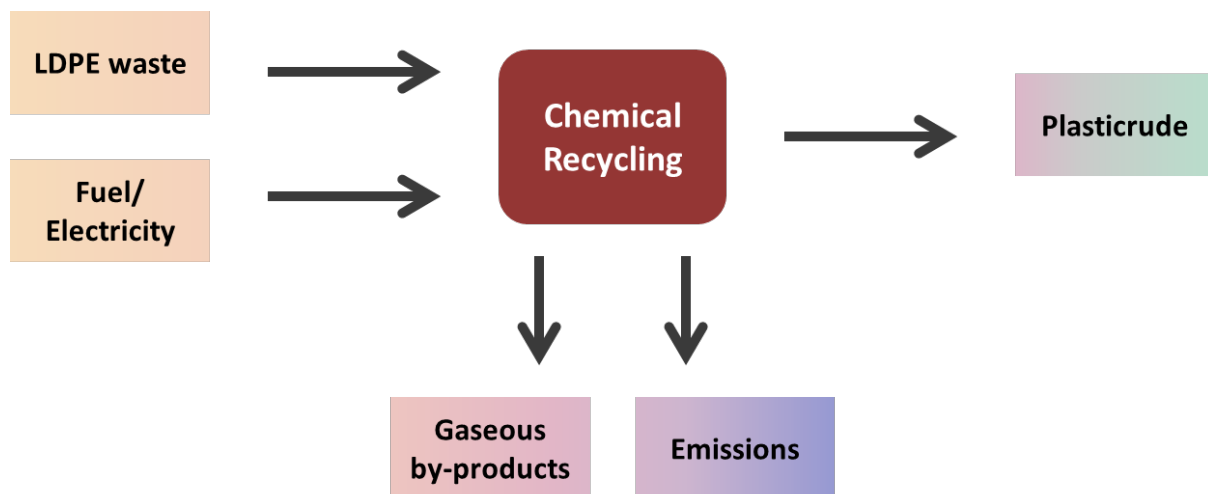 LDPE waste
Fuel/
Electricity
Chemical
Recycling
Plasticrude
Gaseous
by-products
Emissions